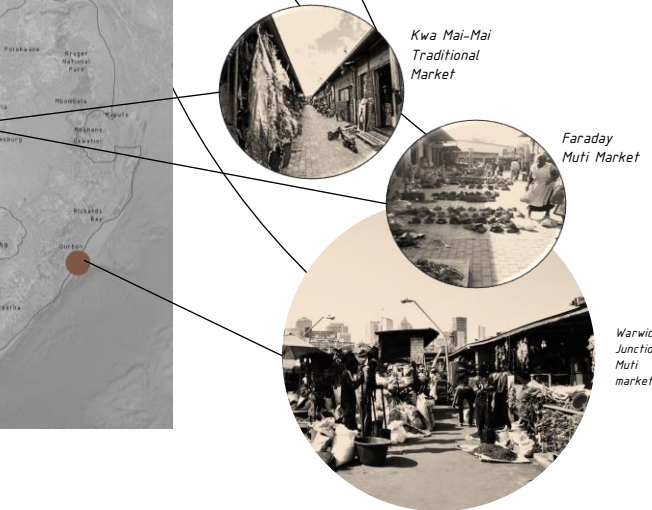 Polokwane
Kruger
National
Park
Mbombela
Maputo
Mbabane
Eswatini
Richards
Bay
Durban
Kwa Mai-Mai
Traditional
Market
Faraday
Muti Market
Warwic
Junctio
Muti
market